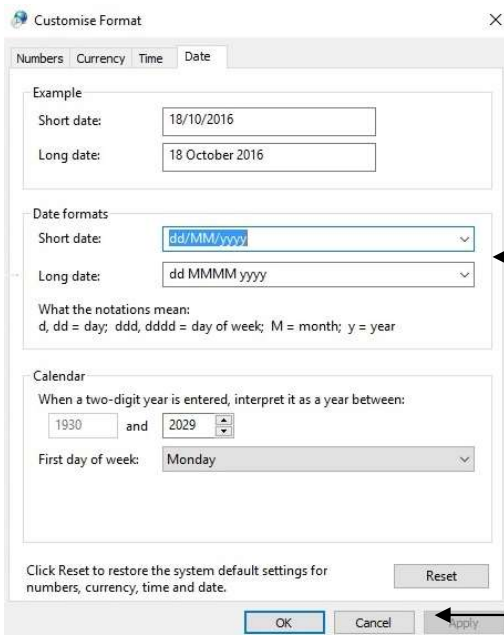 Customise Format
Numbers Currency Time Date
Example
Short date: 18/10/2016
Long date: 18 October 2016
Date formats
Short date: dd/MM/yyyy
Long date: dd MMMM yyyy
What the notations mean:
d, dd = day; ddd, dddd = day of week; M = month; y = year
Calendar
When a two-digit year is entered, interpret it as a year between:
1930 and 2029
First day of week: Monday
Click Reset to restore the system default settings for
numbers, currency, time and date.
Reset
OK Cancel Apply